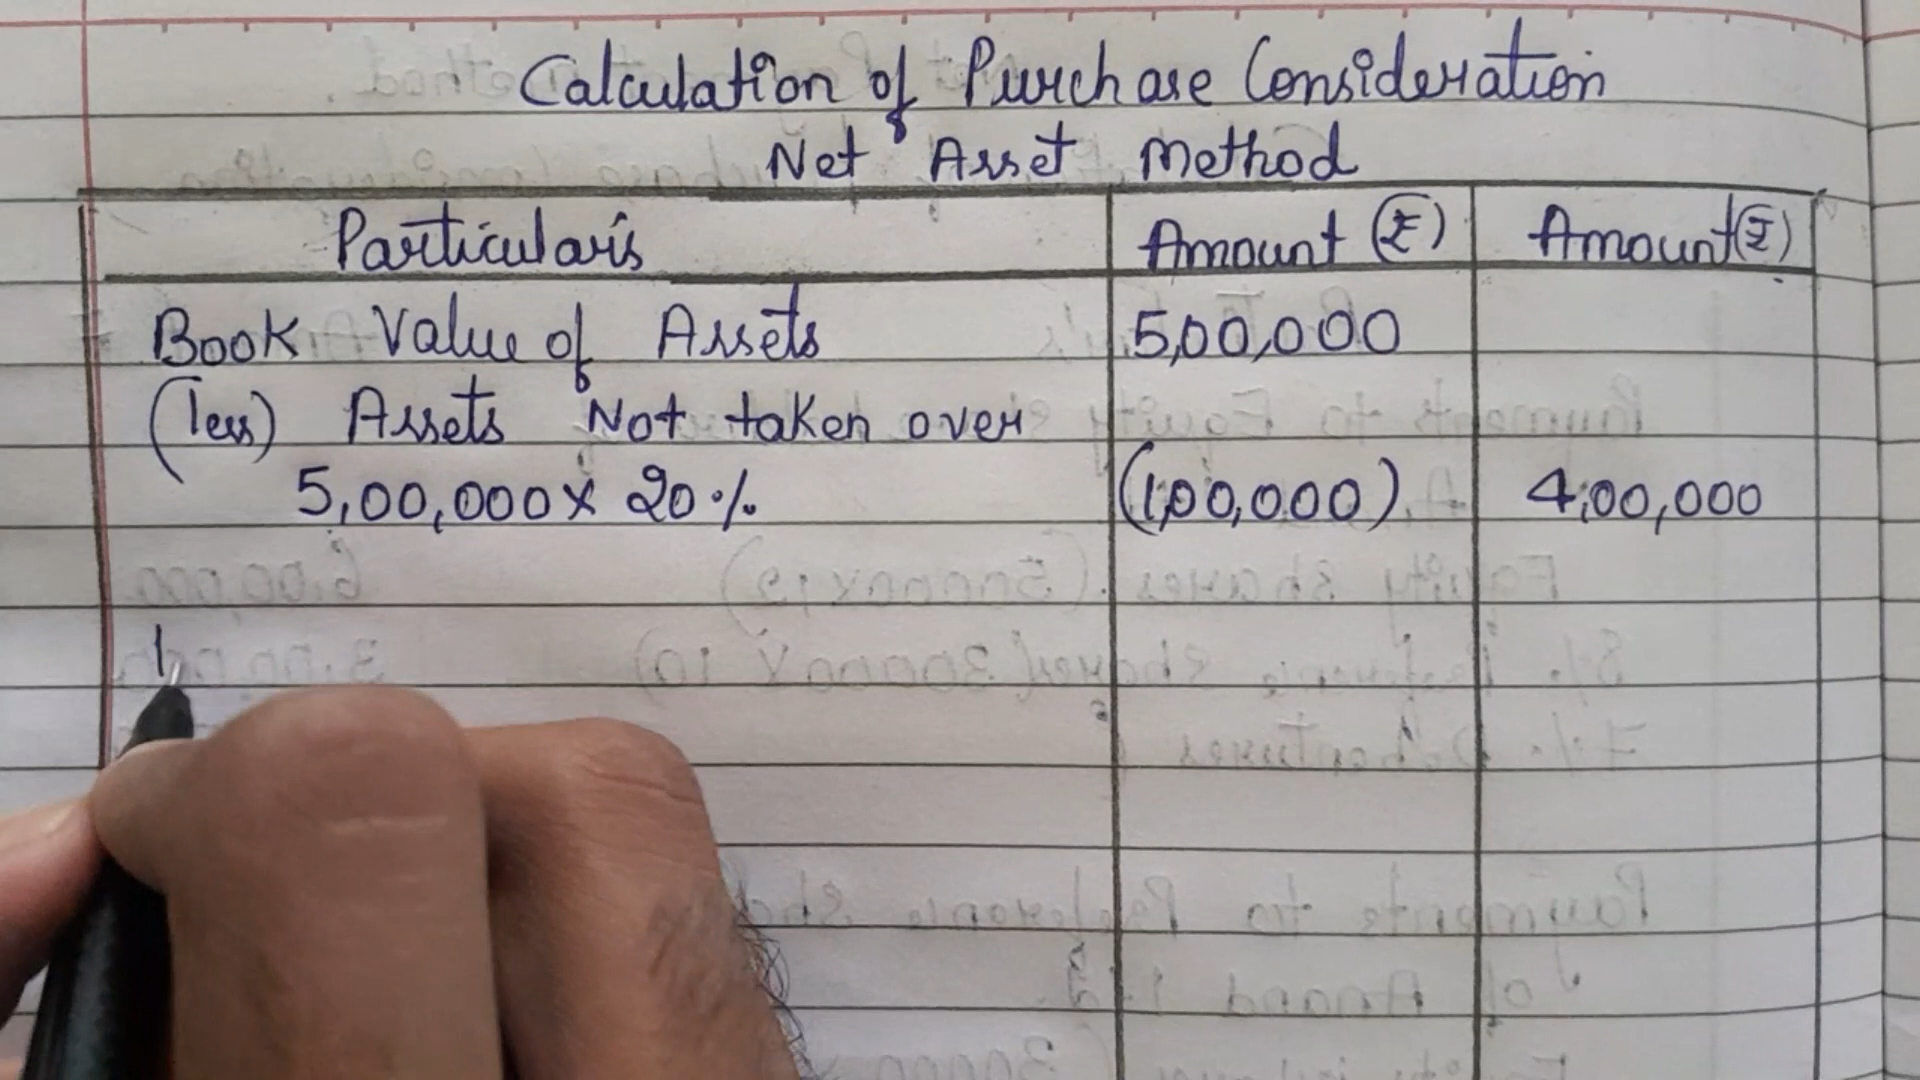 Calculation of Purchase Consideration
Net Asset Method
Particulars Amount (₹) Amount (₹)
Book Value of Assets 5,00,000
(less) Assets Not taken over
5,00,000 x 20% (1,00,000) 4,00,000